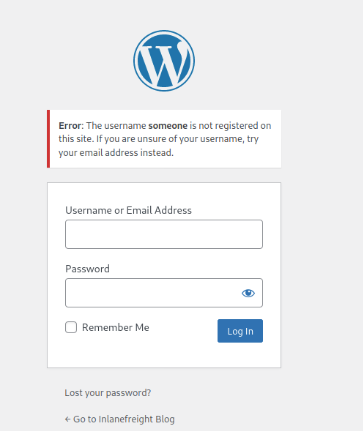 Error: The username someone is not registered on
this site. If you are unsure of your username, try
your email address instead.
Username or Email Address
Password
Remember Me
Log In
Lost your password?
← Go to Inlanefreight Blog